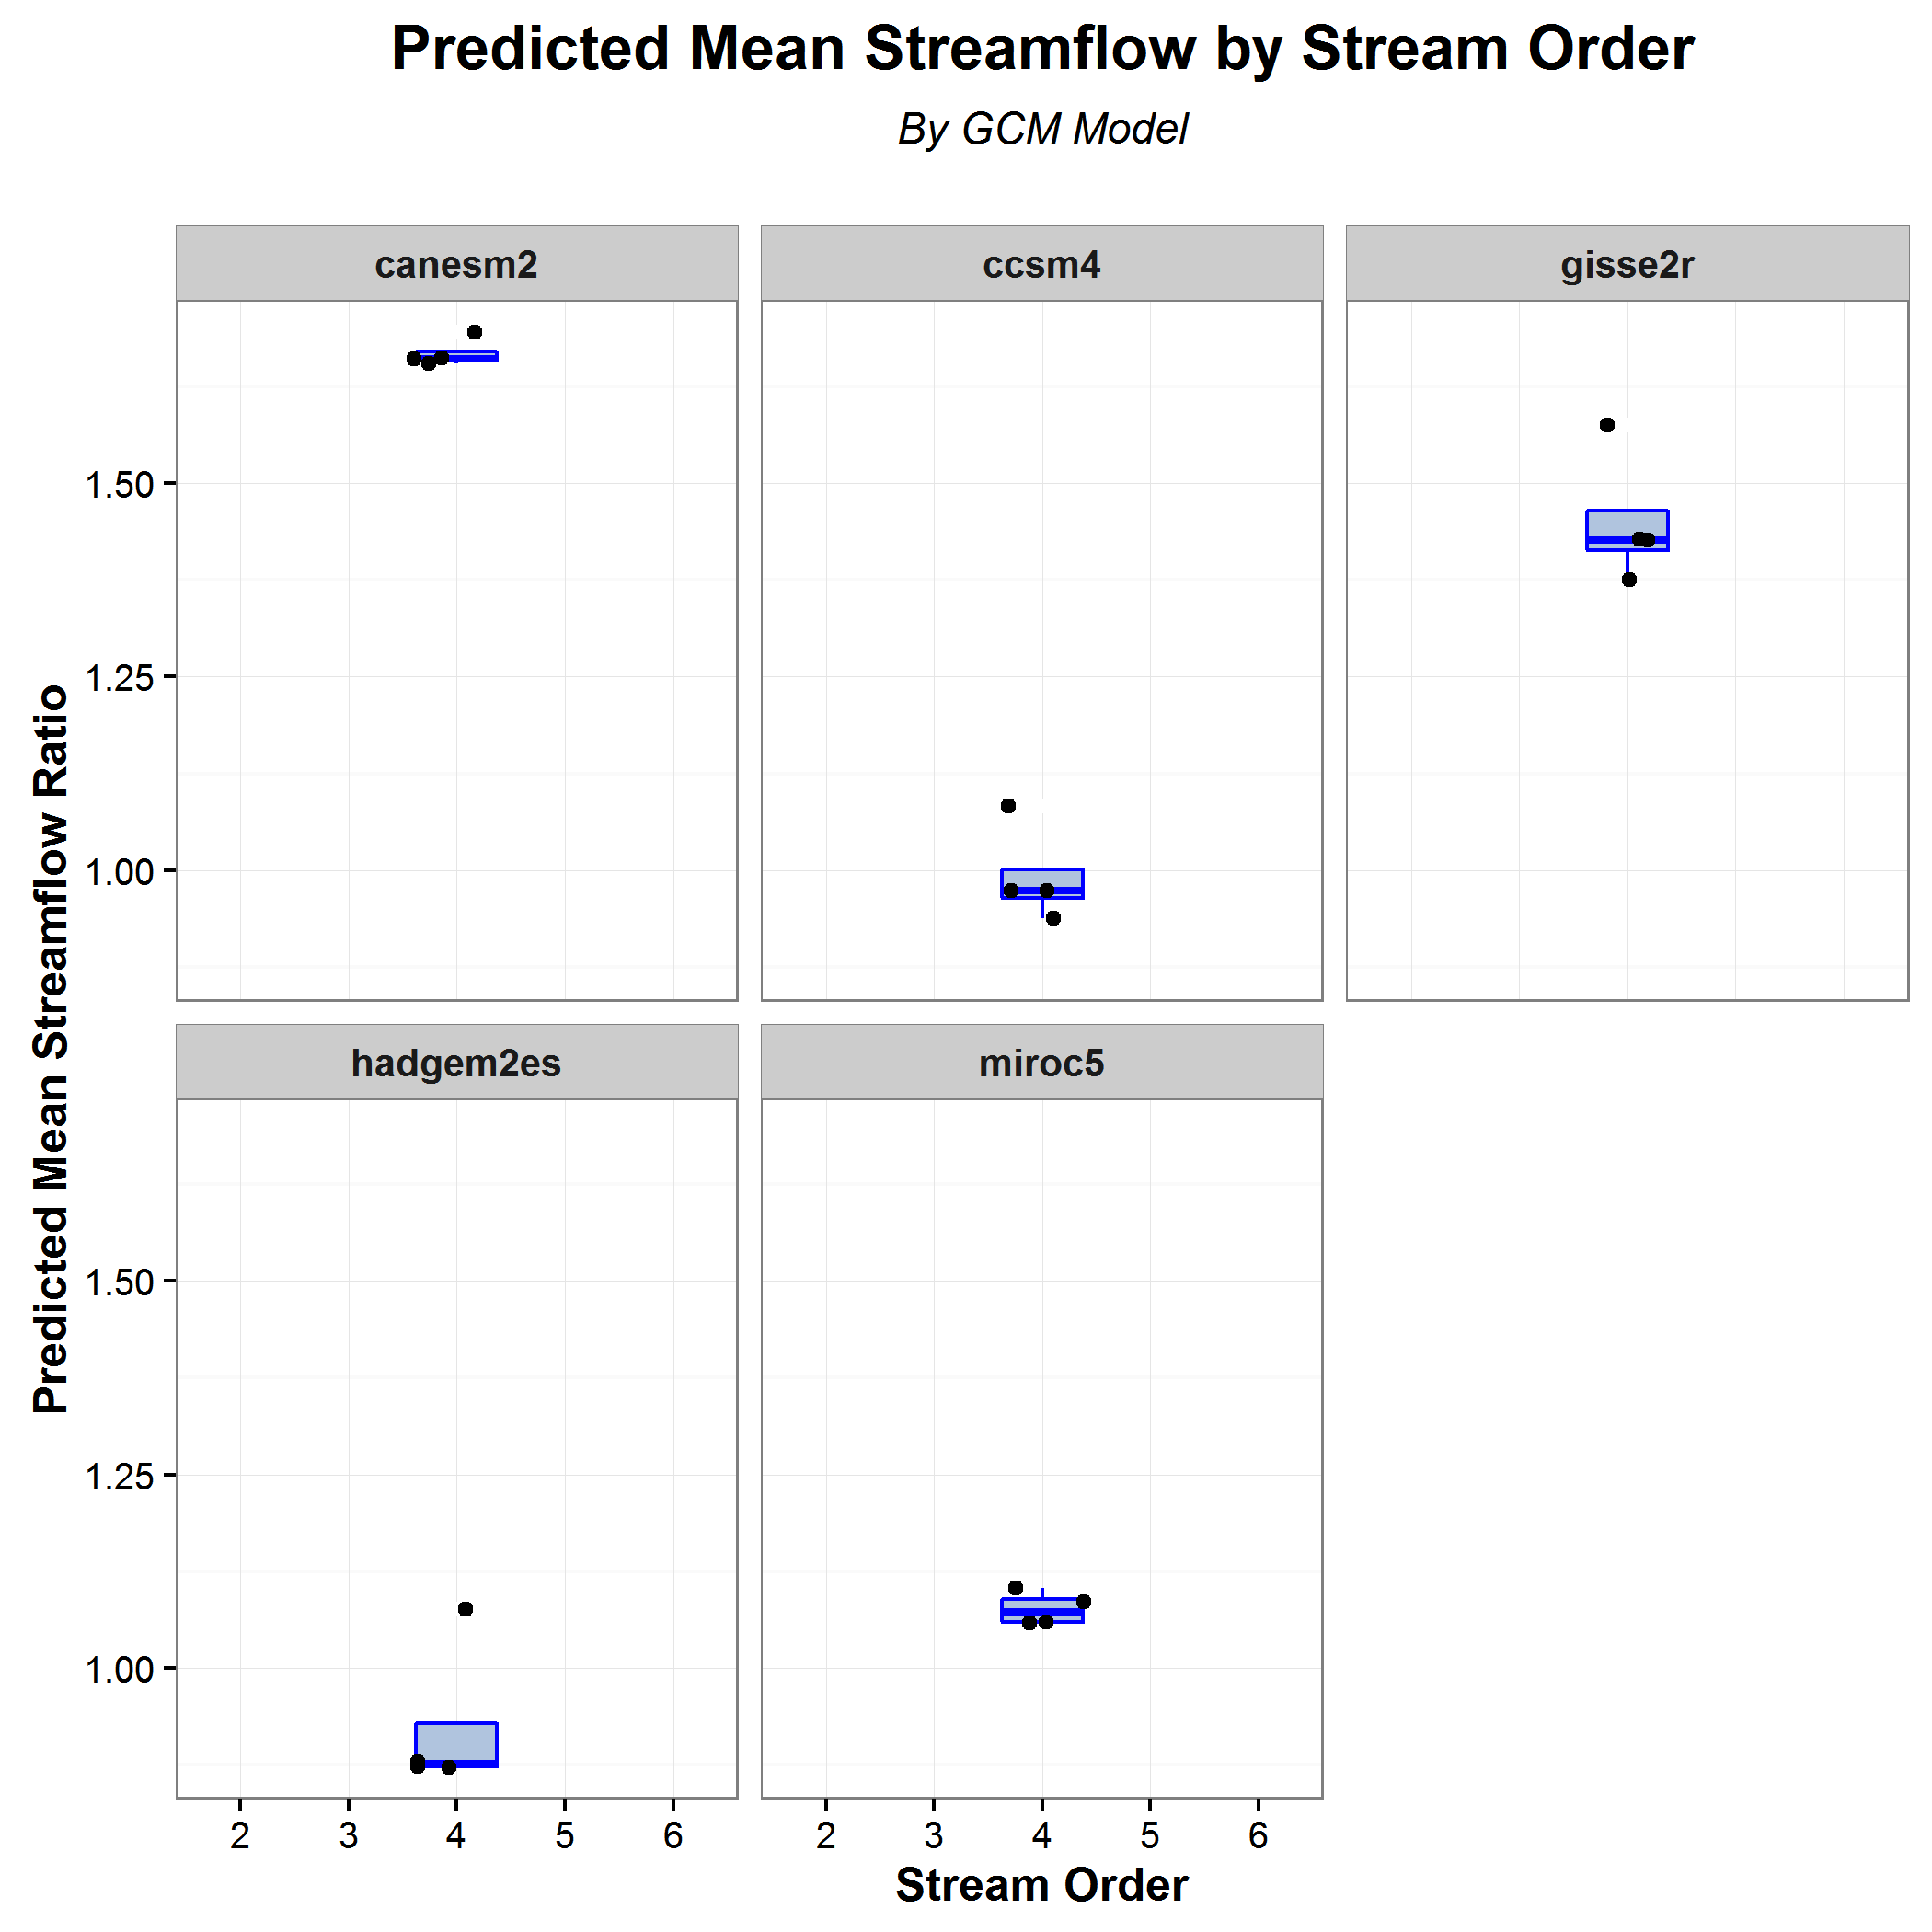 Predicted Mean Streamflow by Stream Order
By GCM Model
canesm2
ccsm4
gisse2r
1.50
1.25
1.00
Predicted Mean Streamflow Ratio
hadgem2es
miroc5
1.50
1.25
1.00
2 3 4 5 6
2 3 4 5 6
Stream Order